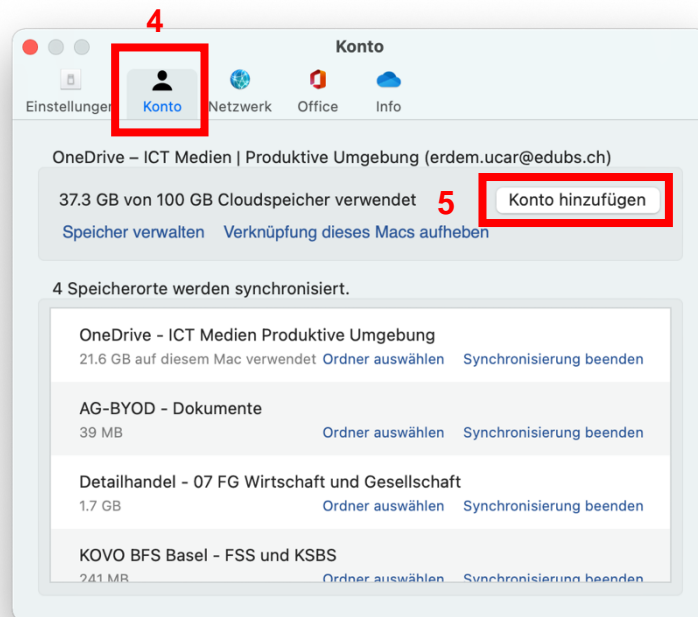 4
Konto
Einstellungen Konto Netzwerk Office Info
OneDrive – ICT Medien | Produktive Umgebung (erdem.ucar@edubs.ch)
37.3 GB von 100 GB Cloudspeicher verwendet 5 Konto hinzufügen
Speicher verwalten Verknüpfung dieses Macs aufheben
4 Speicherorte werden synchronisiert.
OneDrive - ICT Medien Produktive Umgebung
21.6 GB auf diesem Mac verwendet Ordner auswählen Synchronisierung beenden
AG-BYOD - Dokumente
39 MB Ordner auswählen Synchronisierung beenden
Detailhandel - 07 FG Wirtschaft und Gesellschaft
1.7 GB Ordner auswählen Synchronisierung beenden
KOVO BFS Basel - FSS und KSBS
241 MB Ordner auswählen Synchronisierung beenden